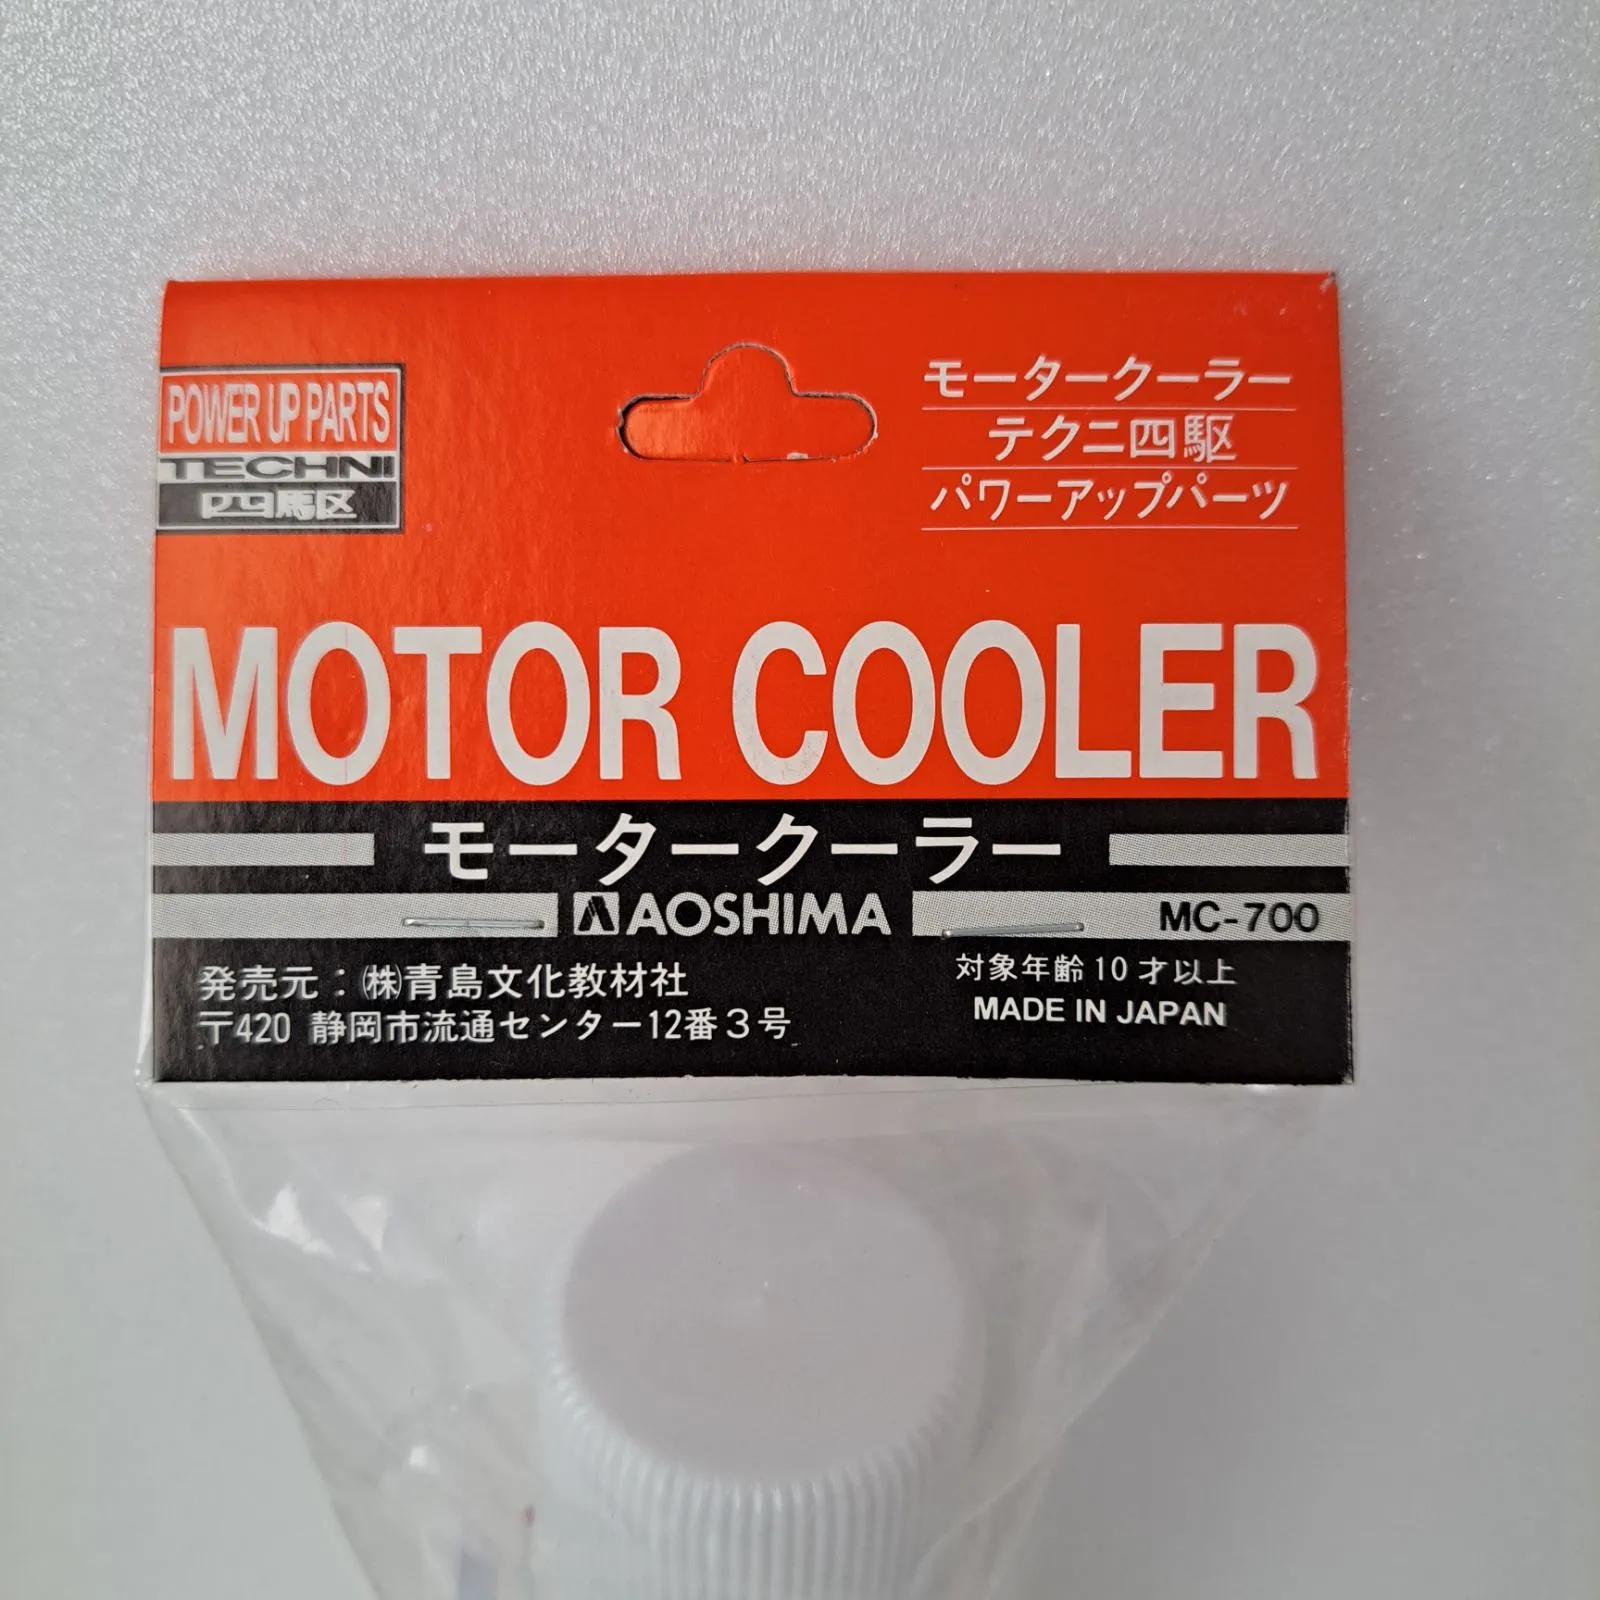 POWER UP PARTS
TECHNI
四駆
モータークーラー
テクニ四駆
パワーアップパーツ
MOTOR COOLER
モータークーラー
AOSHIMA
MC-700
発売元:㈱青島文化教材社
〒420 静岡市流通センター12番3号
対象年齢10才以上
MADE IN JAPAN